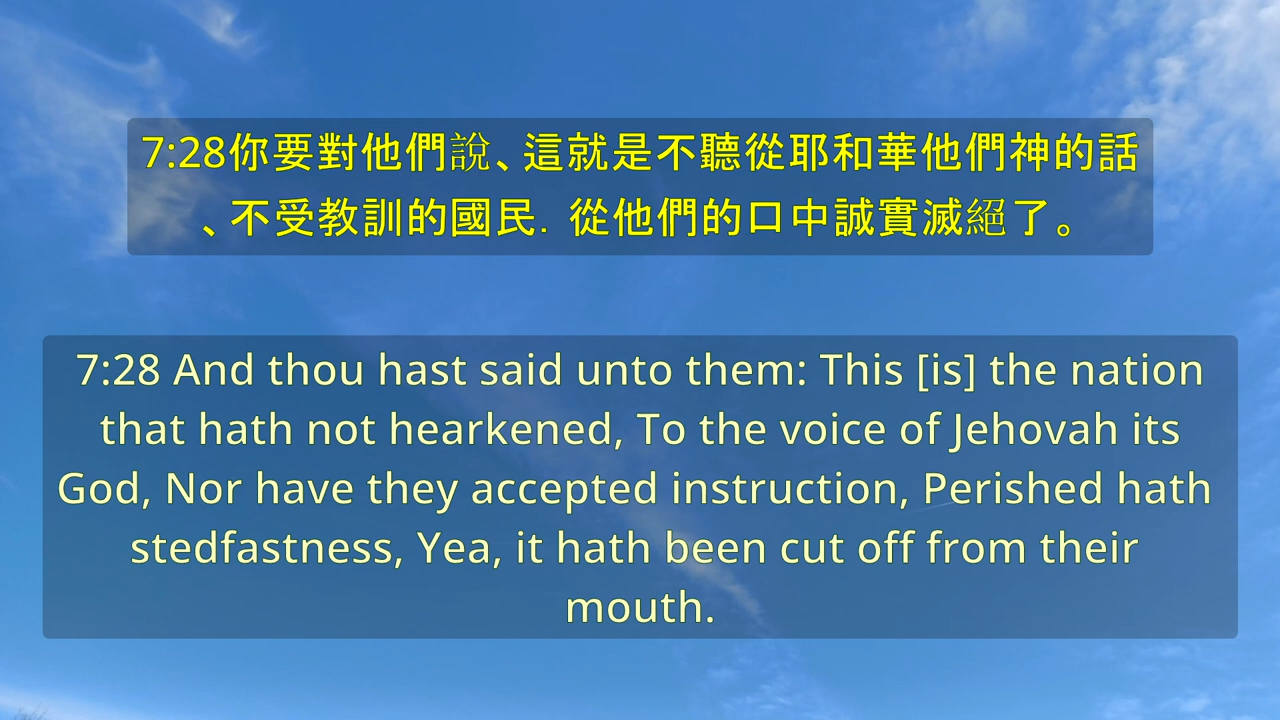 7:28你要對他們說、這就是不聽從耶和華他們神的話
、不受教訓的國民．從他們的口中誠實滅絕了。
7:28 And thou hast said unto them: This [is] the nation
that hath not hearkened, To the voice of Jehovah its
God, Nor have they accepted instruction, Perished hath
stedfastness, Yea, it hath been cut off from their
mouth.